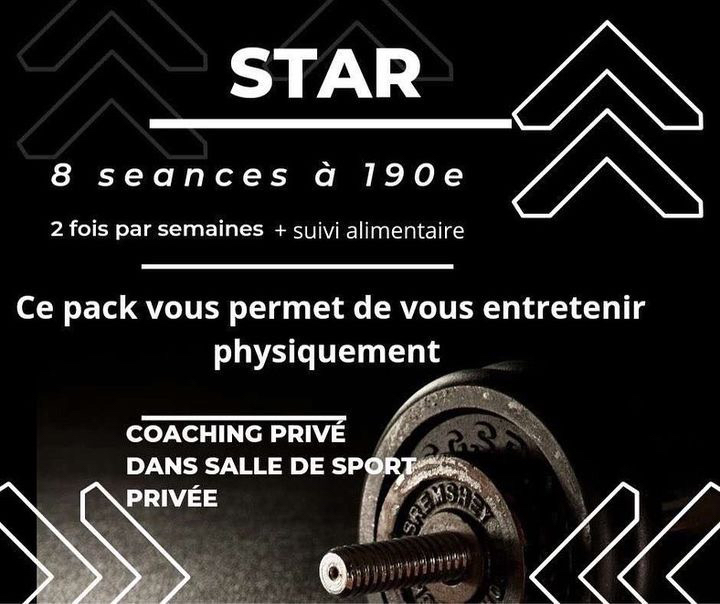 STAR
8 seances à 190e
2 fois par semaines + suivi alimentaire
Ce pack vous permet de vous entretenir
physiquement
COACHING PRIVÉ
DANS SALLE DE SPORT
PRIVÉE
BREMSHEY